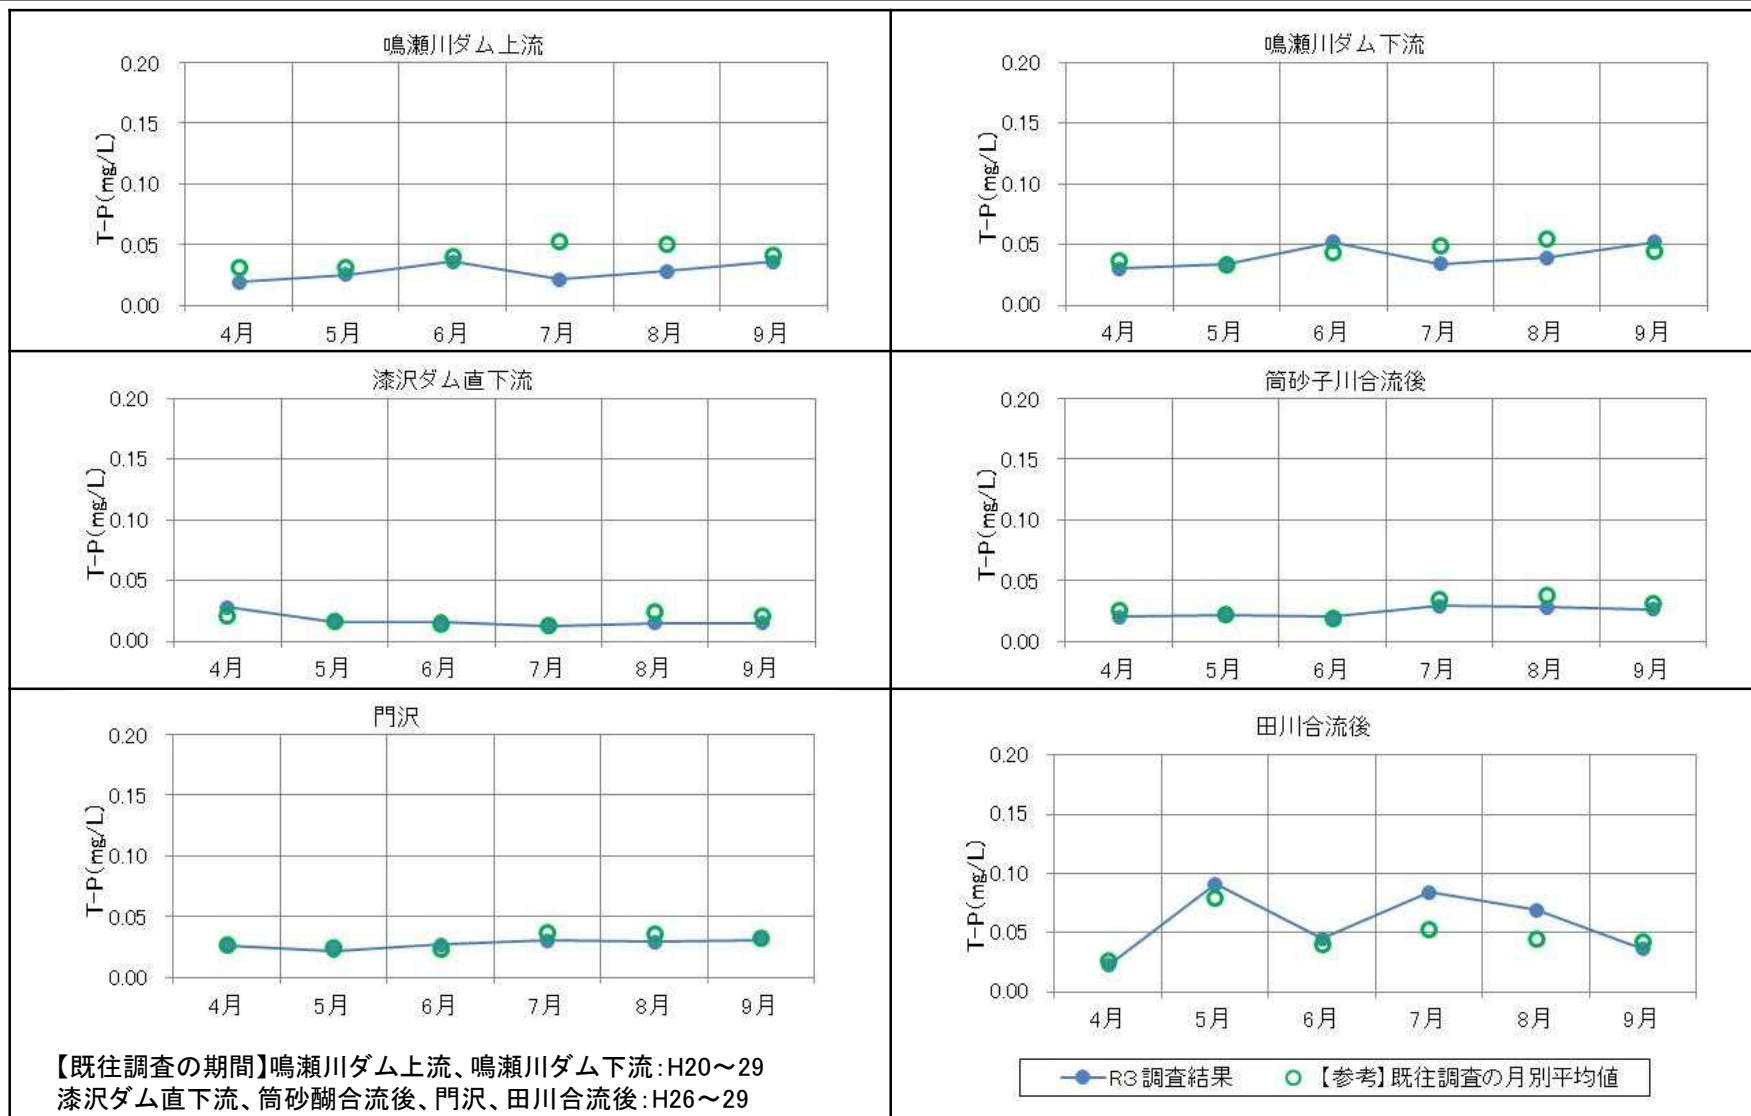 鳴瀬川ダム上流
0.20
0.15
0.10
0.05
0.00
T-P(mg/L)
4月 5月 6月 7月 8月 9月
鳴瀬川ダム下流
0.20
0.15
0.10
0.05
0.00
T-P(mg/L)
4月 5月 6月 7月 8月 9月
漆沢ダム直下流
0.20
0.15
0.10
0.05
0.00
T-P(mg/L)
4月 5月 6月 7月 8月 9月
筒砂子川合流後
0.20
0.15
0.10
0.05
0.00
T-P(mg/L)
4月 5月 6月 7月 8月 9月
門沢
0.20
0.15
0.10
0.05
0.00
T-P(mg/L)
4月 5月 6月 7月 8月 9月
田川合流後
0.20
0.15
0.10
0.05
0.00
T-P(mg/L)
4月 5月 6月 7月 8月 9月
【既往調査の期間】鳴瀬川ダム上流、鳴瀬川ダム下流:H20～29
漆沢ダム直下流、筒砂醐合流後、門沢、田川合流後:H26～29
R3調査結果 【参考】既往調査の月別平均値